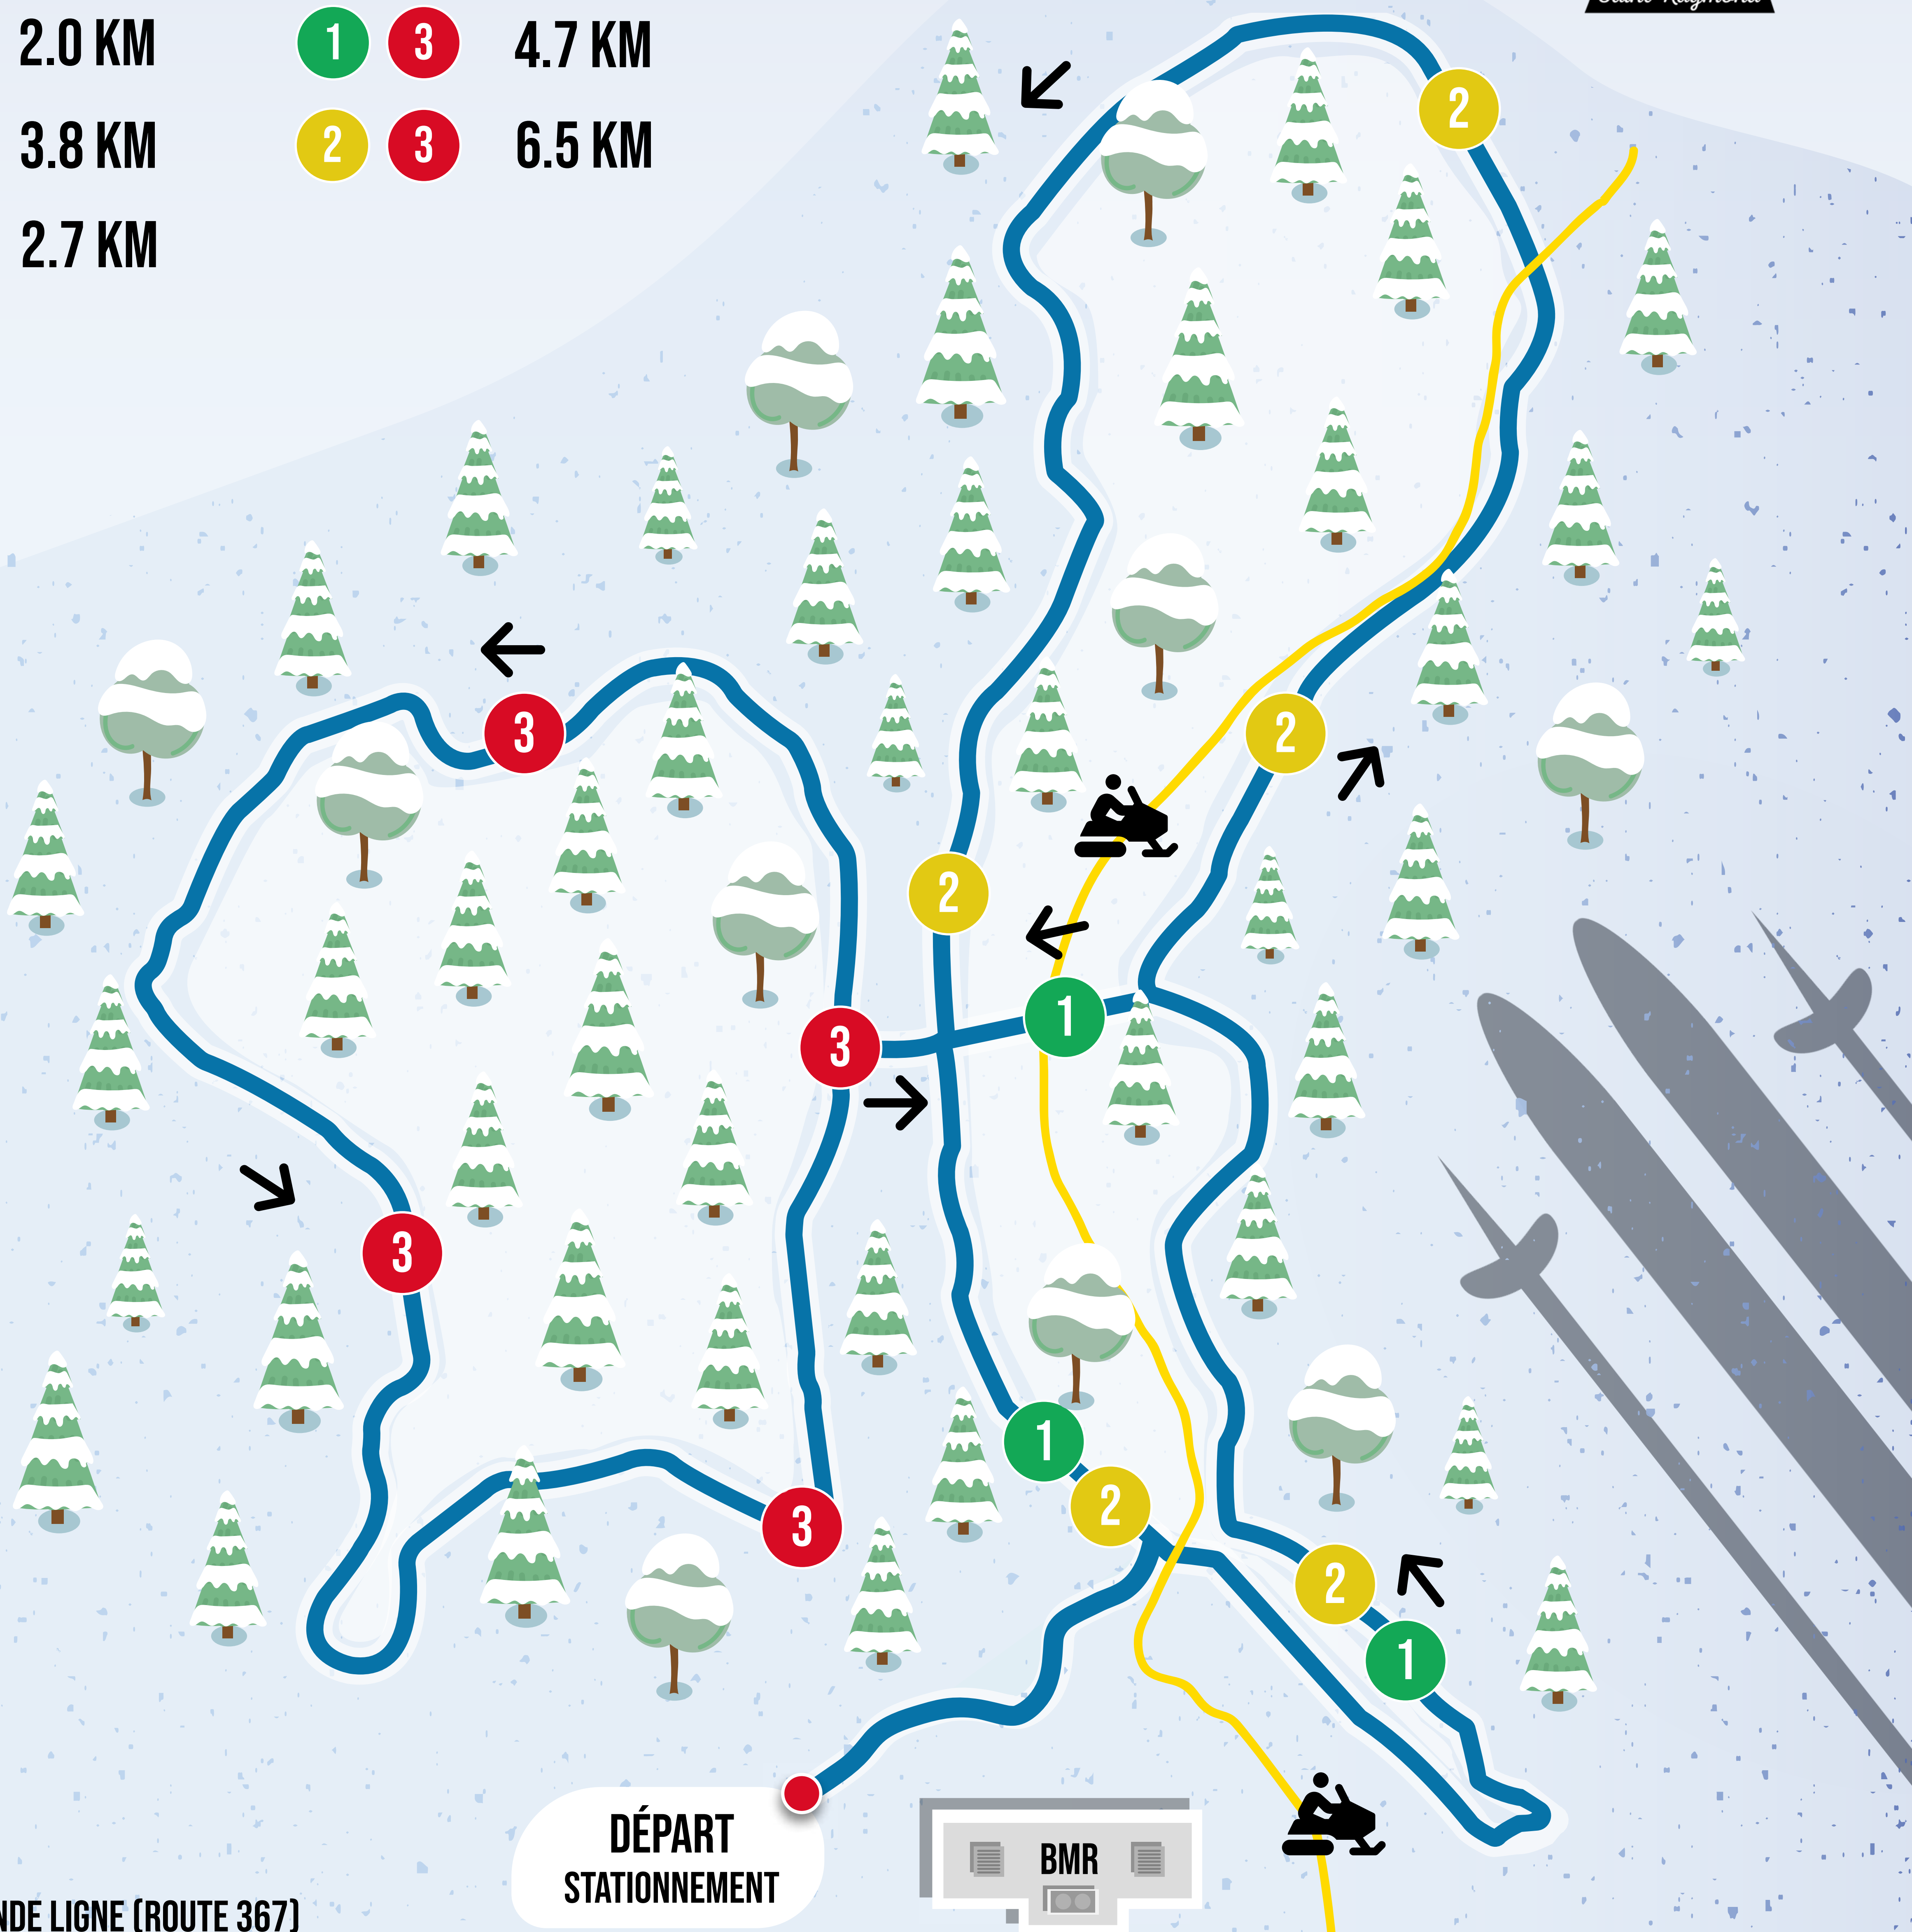 2.0 KM 1 3 4.7 KM
3.8 KM 2 3 6.5 KM
2.7 KM
2
3
2
2
1
3
3
1
2
3
2
1
DÉPART
STATIONNEMENT
BMR
NDE LIGNE (ROUTE 367)